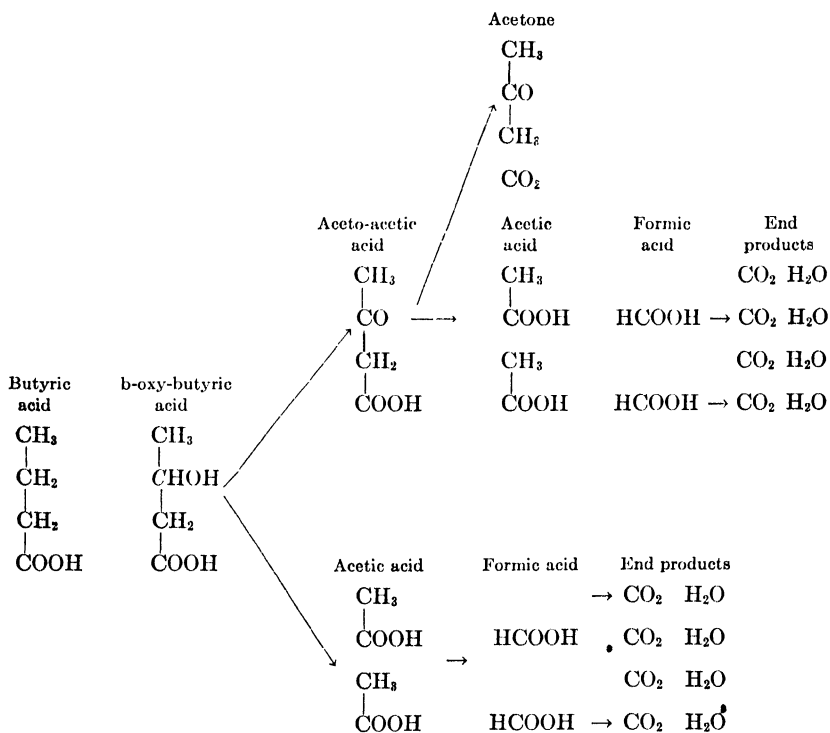 Acetone
CH₃
CO
CH₃
CO₂
Aceto-acetic acid
Acetic acid
Formic acid
End products
CH₃
CH₃
CO₂ H₂O
CO
COOH
HCOOH → CO₂ H₂O
CH₂
CH₃
CO₂ H₂O
COOH
COOH
HCOOH → CO₂ H₂O
Butyric acid
b-oxy-butyric acid
CH₃
CH₃
CH₂
CHOH
CH₂
CH₂
COOH
COOH
Acetic acid
Formic acid
End products
CH₃
→ CO₂ H₂O
COOH
→
HCOOH
CO₂ H₂O
CH₃
CO₂ H₂O
COOH
HCOOH → CO₂ H₂O